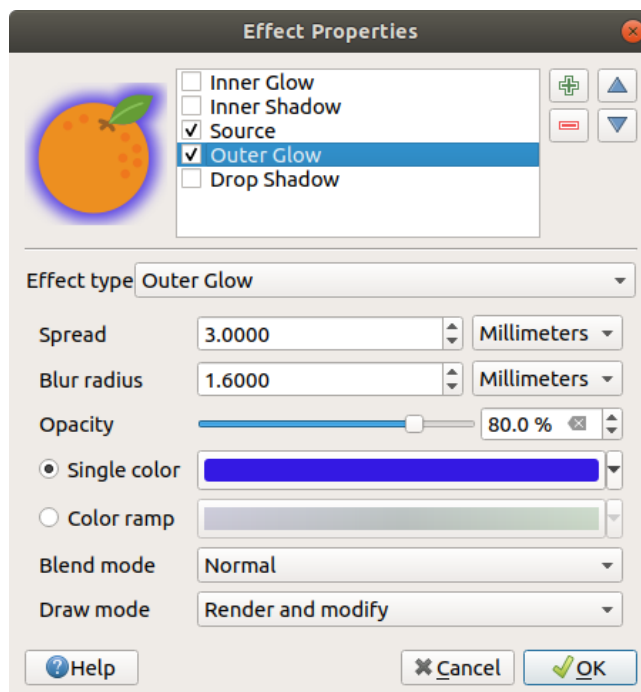 Effect Properties
Inner Glow
Inner Shadow
Source
Outer Glow
Drop Shadow
Effect type Outer Glow
Spread 3.0000 Millimeters
Blur radius 1.6000 Millimeters
Opacity 80.0 %
Single color
Color ramp
Blend mode Normal
Draw mode Render and modify
Help Cancel OK